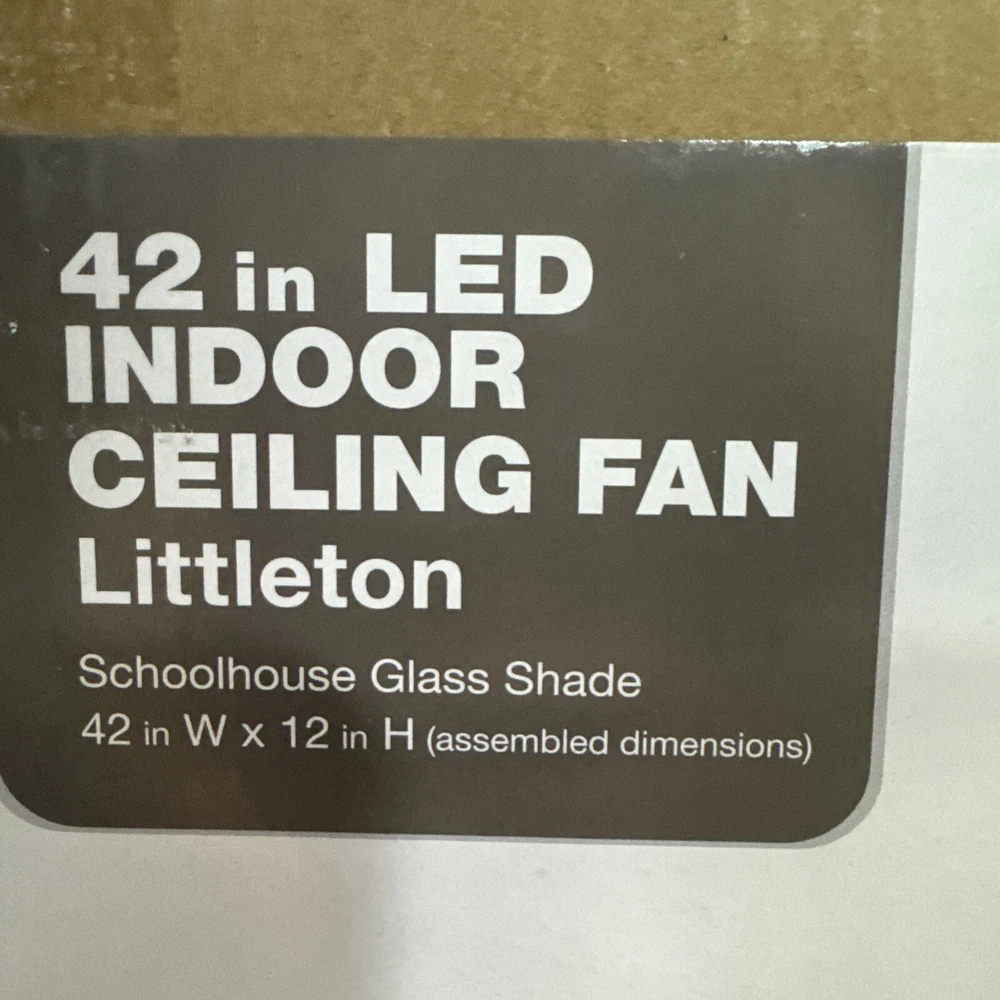 42 in LED
INDOOR
CEILING FAN
Littleton
Schoolhouse Glass Shade
42 in W x 12 in H (assembled dimensions)